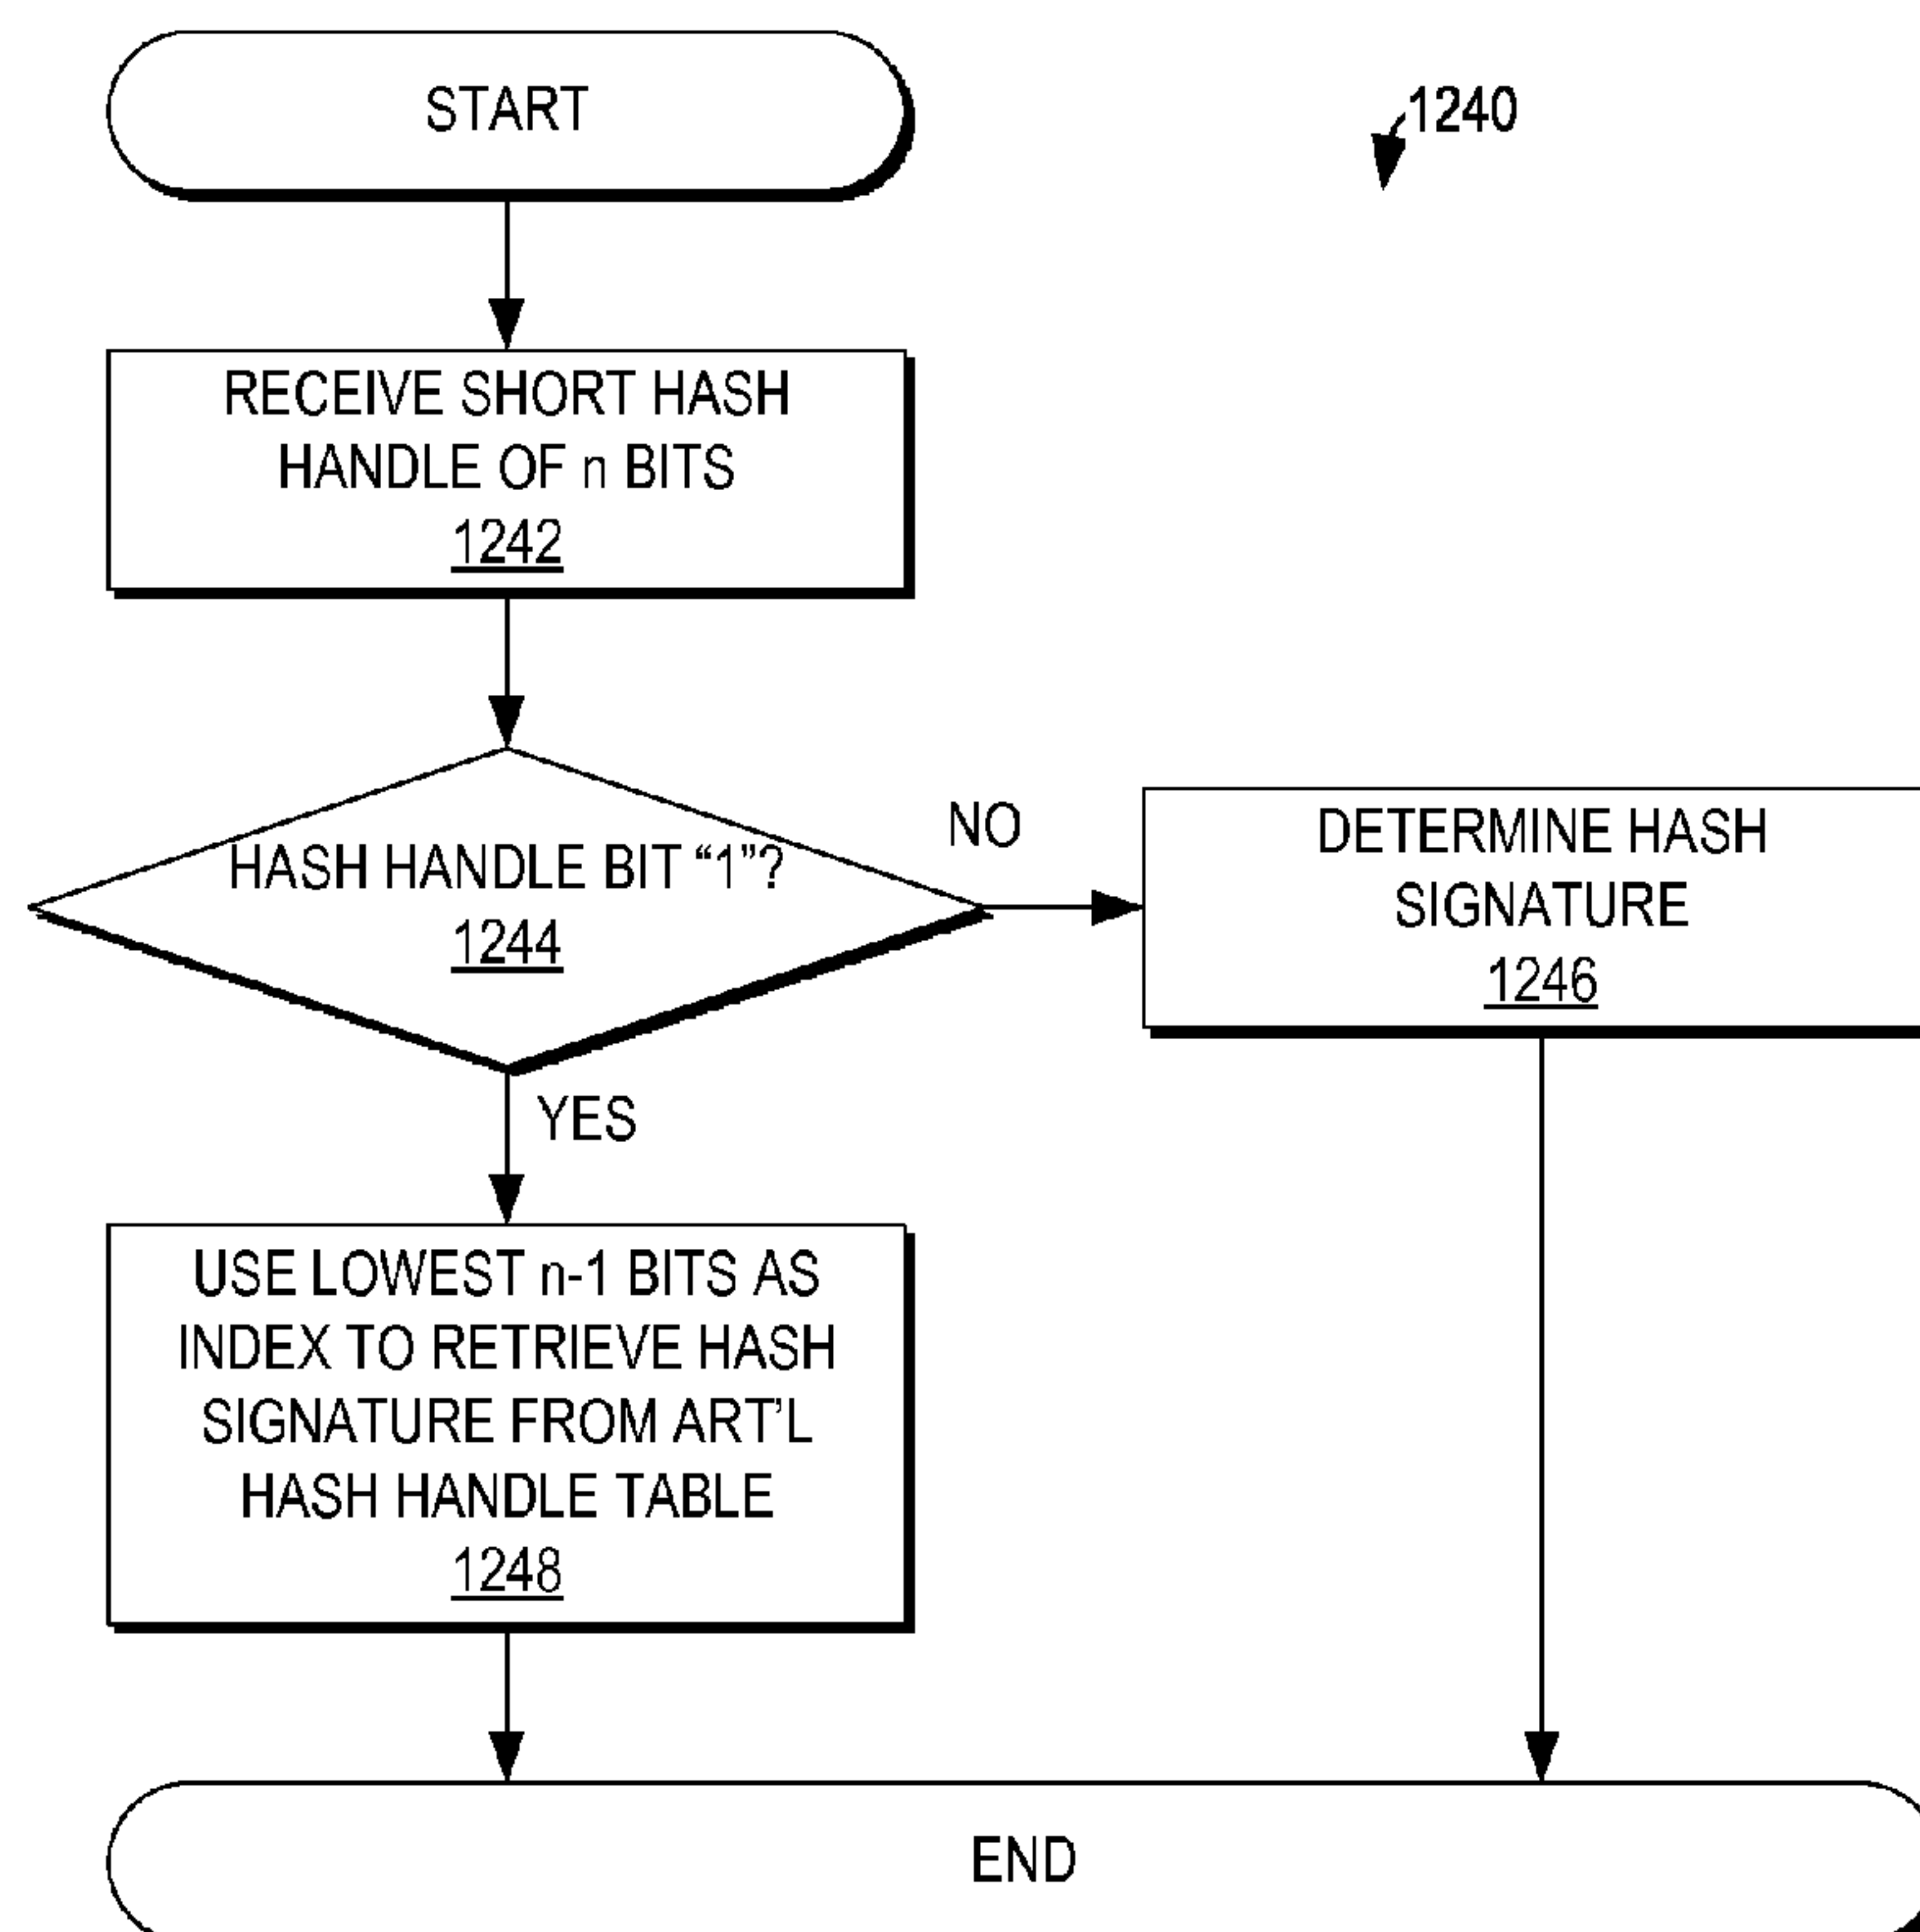 START
1240
RECEIVE SHORT HASH
HANDLE OF n BITS
1242
HASH HANDLE BIT “1”?
1244
NO
DETERMINE HASH
SIGNATURE
1246
YES
USE LOWEST n-1 BITS AS
INDEX TO RETRIEVE HASH
SIGNATURE FROM ART’L
HASH HANDLE TABLE
1248
END